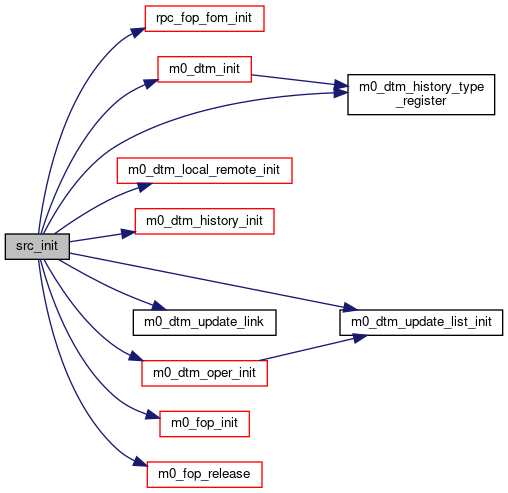 rpc_fop_fom_init
m0_dtm_init
m0_dtm_history_type
_register
m0_dtm_local_remote_init
m0_dtm_history_init
src_init
m0_dtm_update_link
m0_dtm_update_list_init
m0_dtm_oper_init
m0_fop_init
m0_fop_release